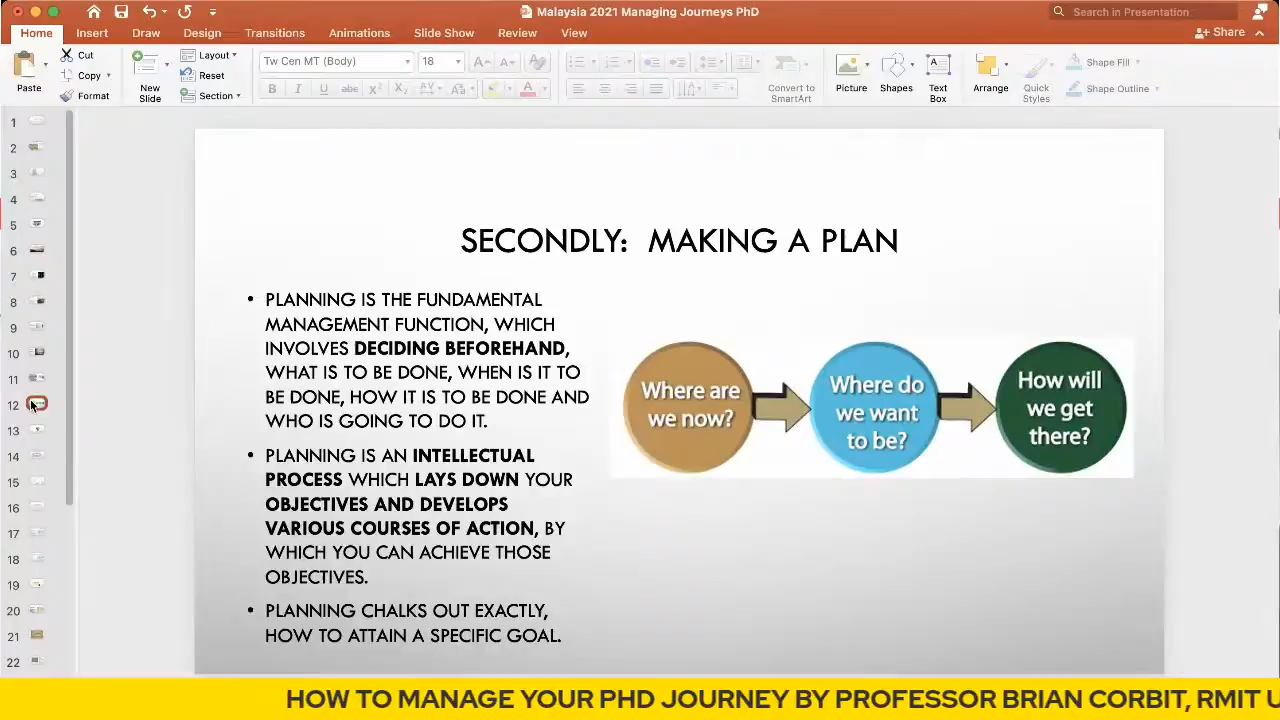 Malaysia 2021 Managing Journeys PhD
Search in Presentation
Home Insert Draw Design Transitions Animations Slide Show Review View
Share
Paste
Cut
Copy
Format
New
Slide
Layout
Reset
Section
Tw Cen MT (Body) 18
Convert to
SmartArt
Picture
Shapes
Text
Box
Arrange
Quick
Styles
Shape Fill
Shape Outline
1
2
3
4
5
6
7
8
9
10
11
12
13
14
15
16
17
18
19
20
21
22
SECONDLY: MAKING A PLAN
• PLANNING IS THE FUNDAMENTAL
MANAGEMENT FUNCTION, WHICH
INVOLVES DECIDING BEFOREHAND,
WHAT IS TO BE DONE, WHEN IS IT TO
BE DONE, HOW IT IS TO BE DONE AND
WHO IS GOING TO DO IT.
• PLANNING IS AN INTELLECTUAL
PROCESS WHICH LAYS DOWN YOUR
OBJECTIVES AND DEVELOPS
VARIOUS COURSES OF ACTION, BY
WHICH YOU CAN ACHIEVE THOSE
OBJECTIVES.
• PLANNING CHALKS OUT EXACTLY,
HOW TO ATTAIN A SPECIFIC GOAL.
Where are
we now?
Where do
we want
to be?
How will
we get
there?
HOW TO MANAGE YOUR PHD JOURNEY BY PROFESSOR BRIAN CORBIT, RMIT U